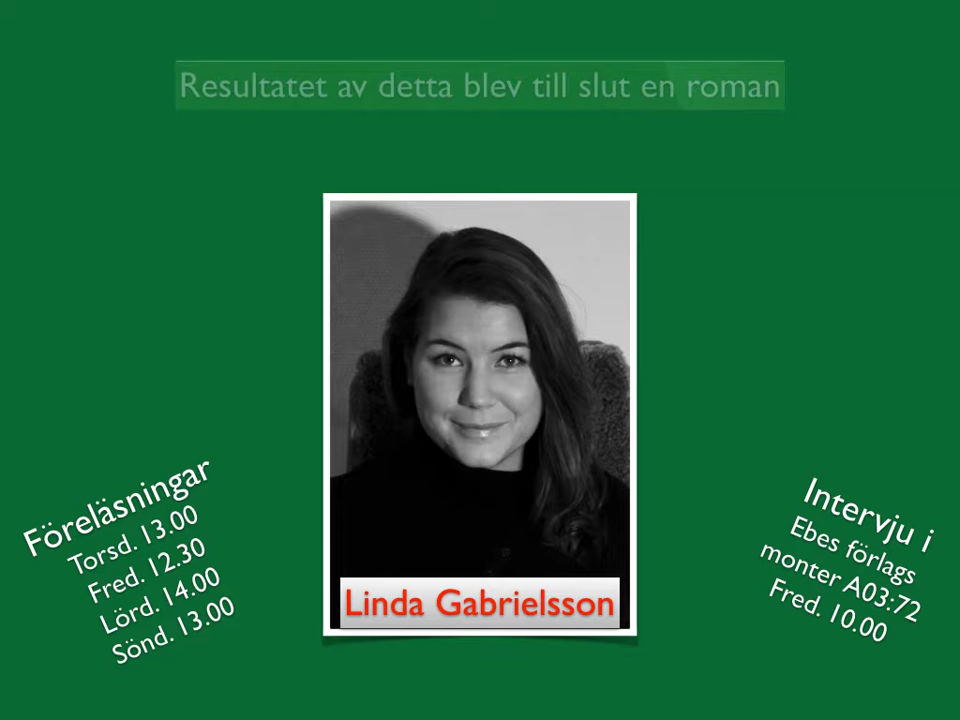 Resultatet av detta blev till slut en roman
Föreläsningar
Torsd. 13.00
Fred. 12.30
Lörd. 14.00
Sönd. 13.00
Linda Gabrielsson
Intervju i
Ebes förlags
monter A03:72
Fred. 10.00